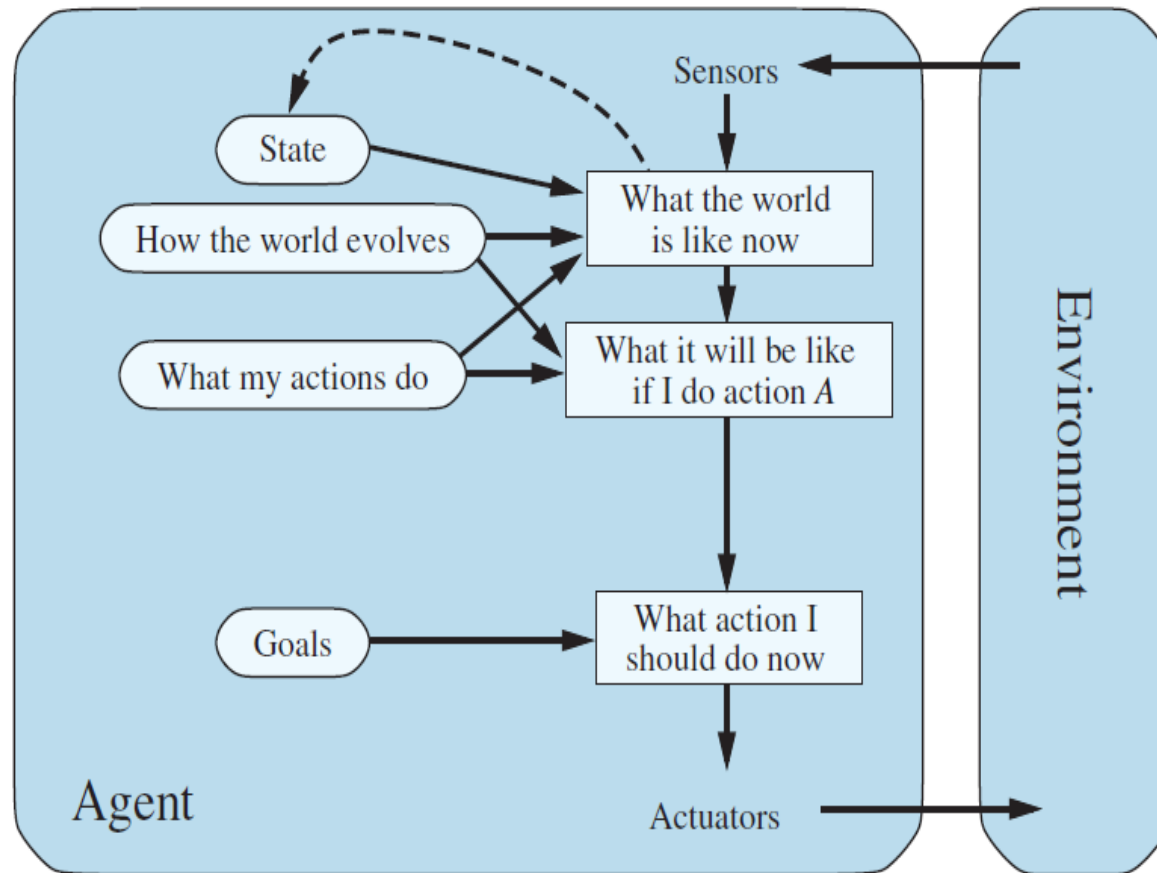 Sensors
State
What the world
is like now
How the world evolves
What it will be like
if I do action A
What my actions do
Environment
What action I
should do now
Goals
Agent
Actuators